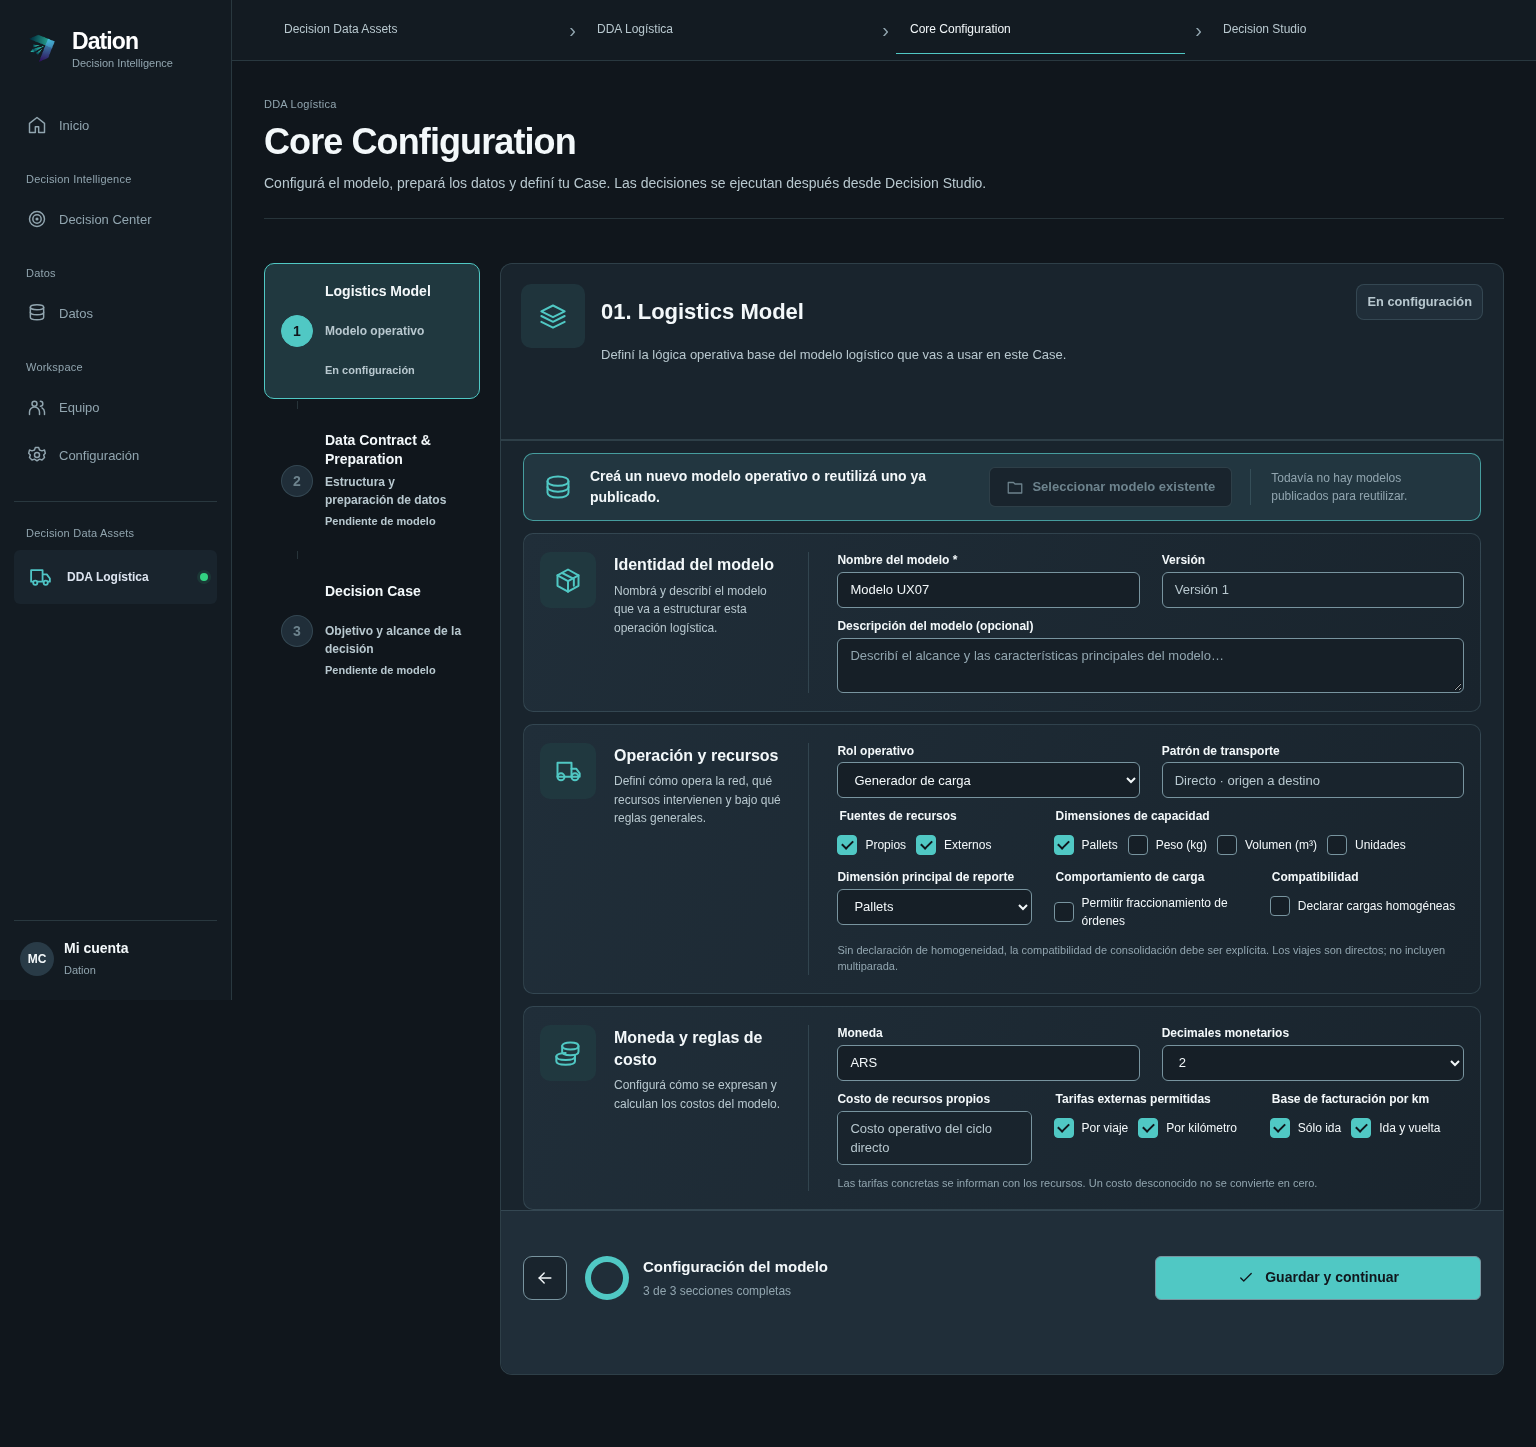 Dation
Decision Intelligence
Inicio
Decision Intelligence
Decision Center
Datos
Datos
Workspace
Equipo
Configuración
Decision Data Assets
DDA Logística
MC
Mi cuenta
Dation
Decision Data Assets › DDA Logística › Core Configuration › Decision Studio
DDA Logística
Core Configuration
Configurá el modelo, prepará los datos y definí tu Case. Las decisiones se ejecutan después desde Decision Studio.
Logistics Model
1
Modelo operativo
En configuración
Data Contract &
Preparation
2
Estructura y
preparación de datos
Pendiente de modelo
Decision Case
3
Objetivo y alcance de la
decisión
Pendiente de modelo
01. Logistics Model
En configuración
Definí la lógica operativa base del modelo logístico que vas a usar en este Case.
Creá un nuevo modelo operativo o reutilizá uno ya
publicado.
Seleccionar modelo existente
Todavía no hay modelos
publicados para reutilizar.
Identidad del modelo
Nombrá y describí el modelo
que va a estructurar esta
operación logística.
Nombre del modelo *
Modelo UX07
Versión
Versión 1
Descripción del modelo (opcional)
Describí el alcance y las características principales del modelo…
Operación y recursos
Definí cómo opera la red, qué
recursos intervienen y bajo qué
reglas generales.
Rol operativo
Generador de carga
Patrón de transporte
Directo · origen a destino
Fuentes de recursos
Propios Externos
Dimensiones de capacidad
Pallets Peso (kg) Volumen (m³) Unidades
Dimensión principal de reporte
Pallets
Comportamiento de carga
Permitir fraccionamiento de
órdenes
Compatibilidad
Declarar cargas homogéneas
Sin declaración de homogeneidad, la compatibilidad de consolidación debe ser explícita. Los viajes son directos; no incluyen
multiparada.
Moneda y reglas de
costo
Configurá cómo se expresan y
calculan los costos del modelo.
Moneda
ARS
Decimales monetarios
2
Costo de recursos propios
Costo operativo del ciclo
directo
Tarifas externas permitidas
Por viaje Por kilómetro
Base de facturación por km
Sólo ida Ida y vuelta
Las tarifas concretas se informan con los recursos. Un costo desconocido no se convierte en cero.
Configuración del modelo
3 de 3 secciones completas
Guardar y continuar